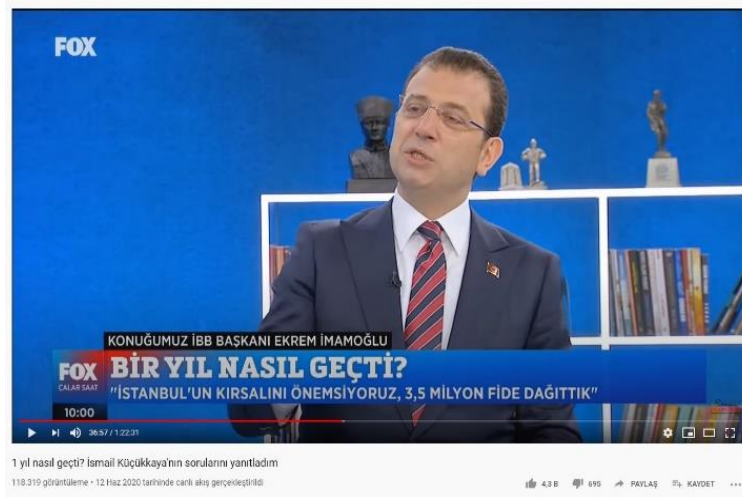 FOX
KONUĞUMUZ İBB BAŞKANI EKREM İMAMOĞLU
FOX
ÇALAR SAAT
BİR YIL NASIL GEÇTİ?
"İSTANBUL'UN KIRSALINI ÖNEMSİYORUZ, 3,5 MİLYON FİDE DAĞITTIK"
10:00
36:57 / 1:22:31
1 yıl nasıl geçti? İsmail Küçükkaya'nın sorularını yanıtladım
118.319 görüntüleme • 12 Haz 2020 tarihinde canlı akış gerçekleştirildi
4,3 B
695
PAYLAŞ
KAYDET